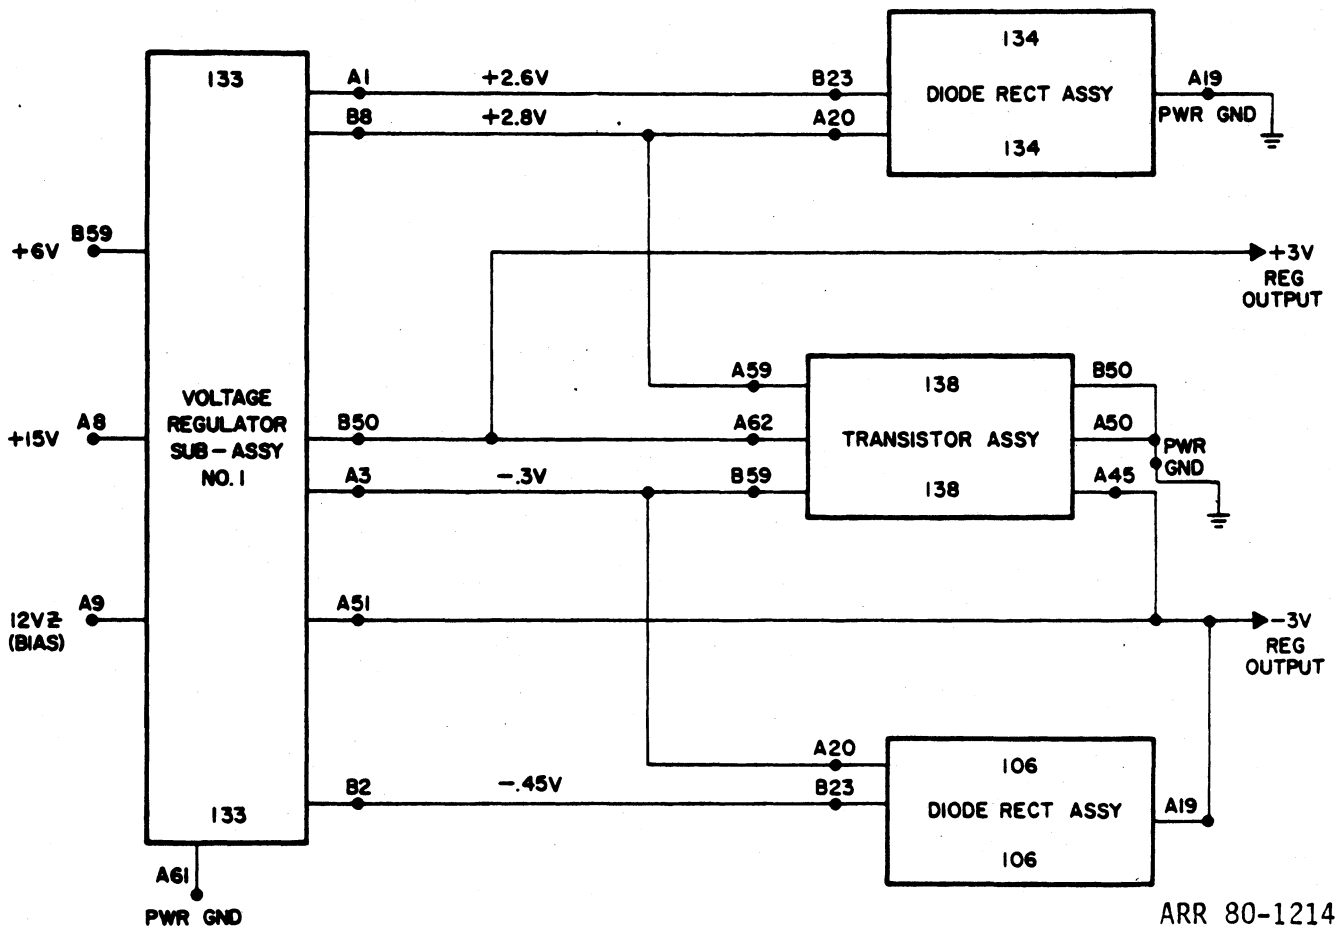 133
VOLTAGE
REGULATOR
SUB-ASSY
NO. 1
133
+6V
B59
+15V
A8
12V
A9
(BIAS)
A61
PWR GND
A1
+2.6V
B23
B8
+2.8V
A20
134
DIODE RECT ASSY
134
A19
PWR GND
+3V
REG
OUTPUT
B50
A3
-.3V
A59
A62
B59
138
TRANSISTOR ASSY
138
B50
A50
A45
PWR
GND
A51
-3V
REG
OUTPUT
B2
-.45V
A20
B23
106
DIODE RECT ASSY
106
A19
ARR 80-1214